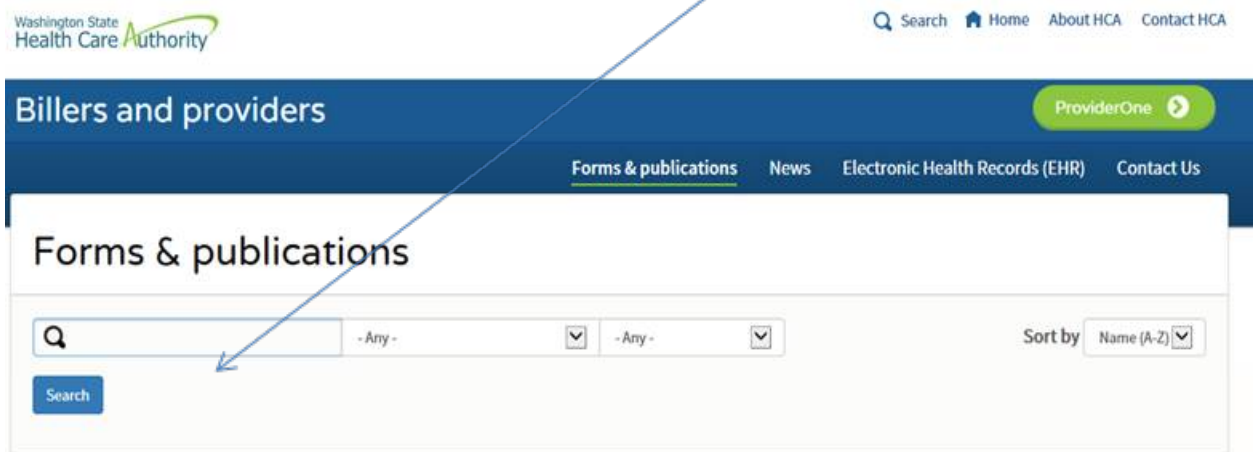 Washington State
Health Care Authority
Search Home About HCA Contact HCA
Billers and providers
ProviderOne
Forms & publications News Electronic Health Records (EHR) Contact Us
Forms & publications
- Any - - Any - Sort by Name (A-Z)
Search